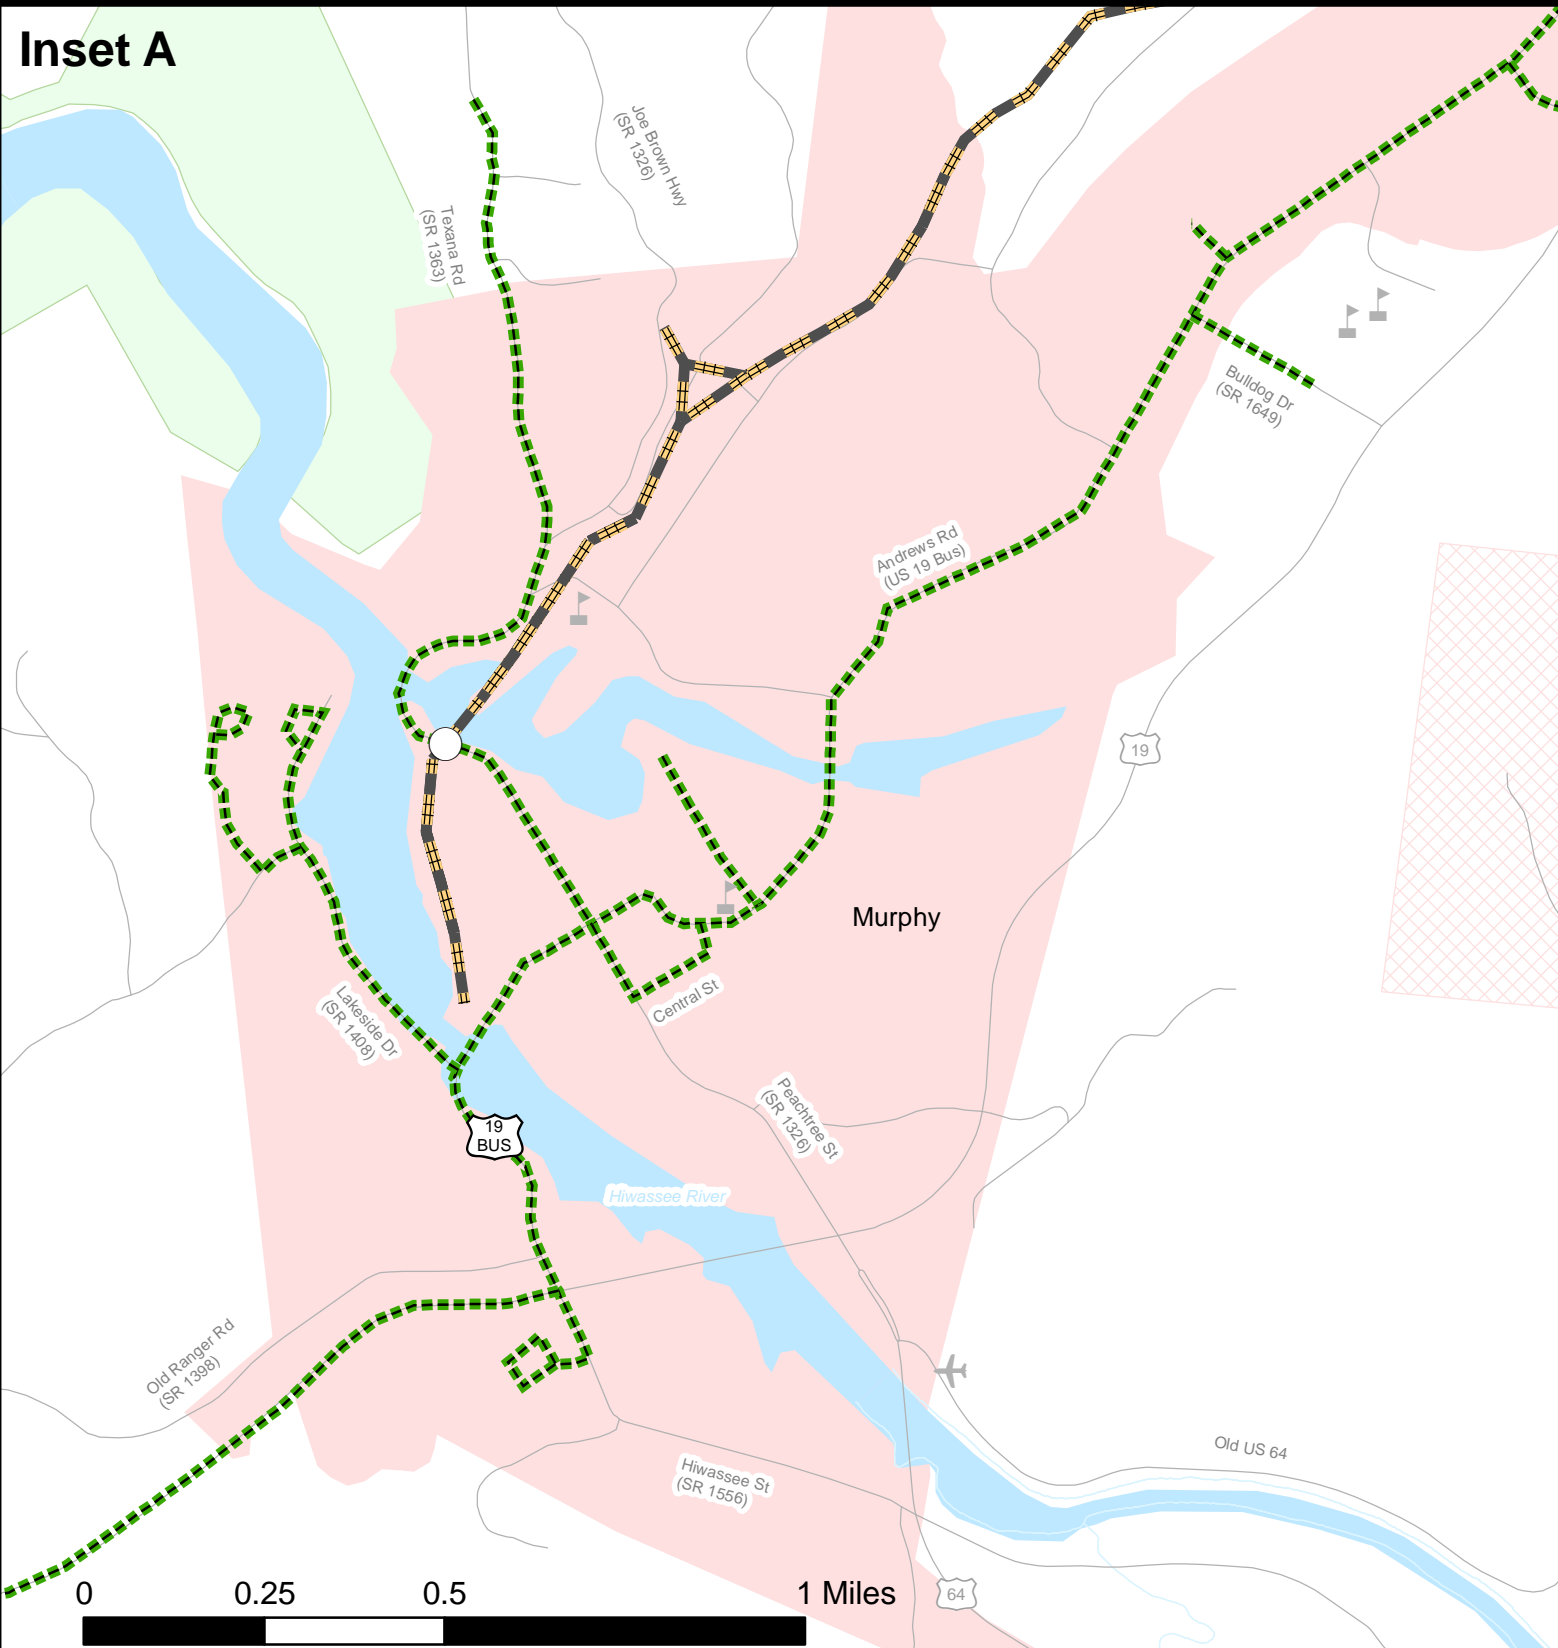 Inset A
Joe Brown Hwy
(SR 1326)
Texana Rd
(SR 1363)
Bulldog Dr
(SR 1649)
Andrews Rd
(US 19 Bus)
19
Murphy
Central St
Lakeside Dr
(SR 1408)
Peachtree St
(SR 1326)
19
BUS
Hiwassee River
Old Ranger Rd
(SR 1398)
Old US 64
Hiwassee St
(SR 1556)
64
0 0.25 0.5 1 Miles